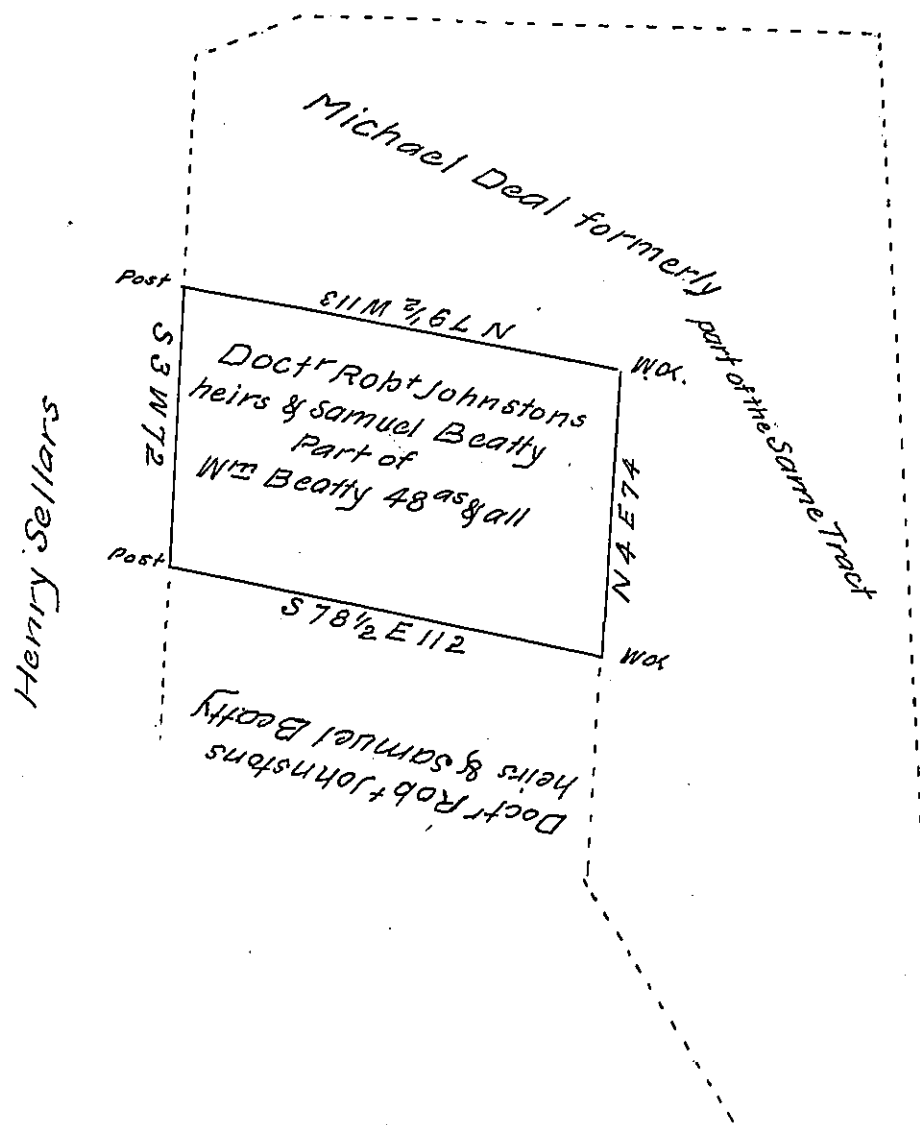 Michael Deal formerly part of the Same Tract
Post
N 79½ W 113
W.O.
S 3 W 72
Doctr Robt Johnstons
heirs & Samuel Beatty
Part of
Wm Beatty 48as & all
N 4 E 74
Henry Sellars
Post
S 78½ E 112
WO
Doctr Robt Johnstons
heirs & Samuel Beatty